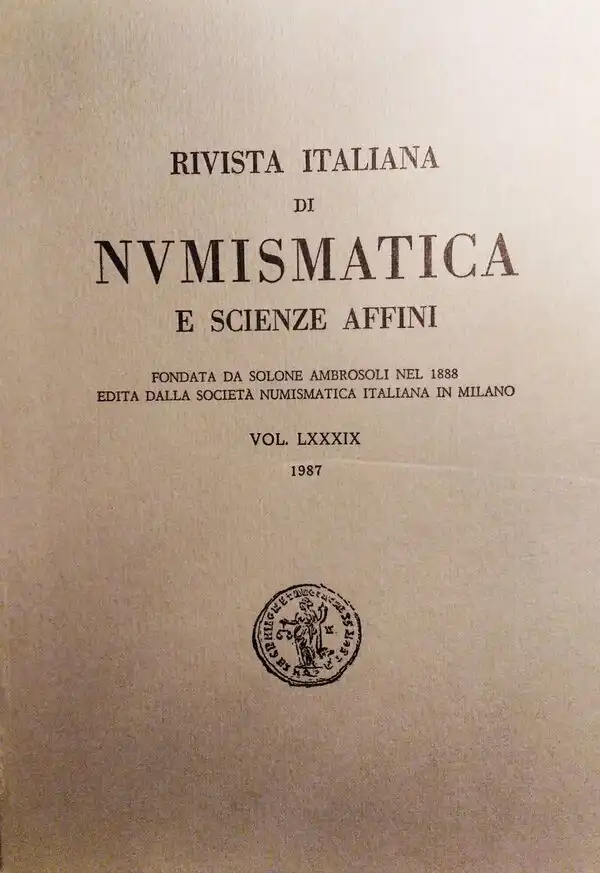 RIVISTA ITALIANA
DI
NVMISMATICA
E SCIENZE AFFINI
FONDATA DA SOLONE AMBROSOLI NEL 1888
EDITA DALLA SOCIETÀ NUMISMATICA ITALIANA IN MILANO
VOL. LXXXIX
1987